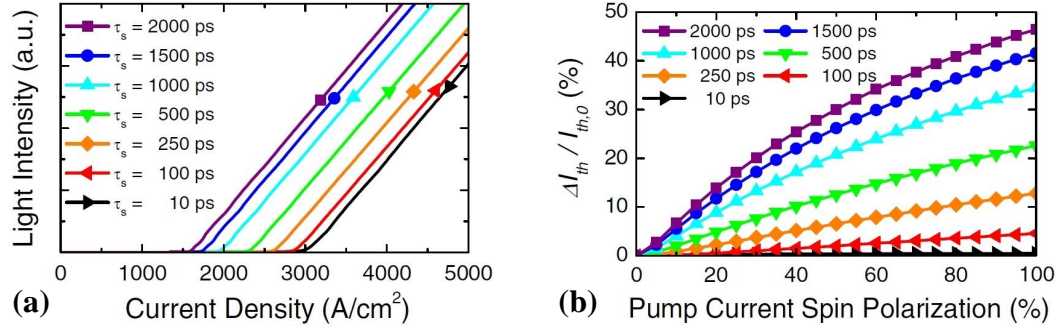 Light Intensity (a.u.)
τs = 2000 ps
τs = 1500 ps
τs = 1000 ps
τs = 500 ps
τs = 250 ps
τs = 100 ps
τs = 10 ps
0 1000 2000 3000 4000 5000
Current Density (A/cm²)
(a)
ΔIth / Ith,0 (%)
50
40
30
20
10
0
2000 ps 1500 ps
1000 ps 500 ps
250 ps 100 ps
10 ps
0 20 40 60 80 100
Pump Current Spin Polarization (%)
(b)